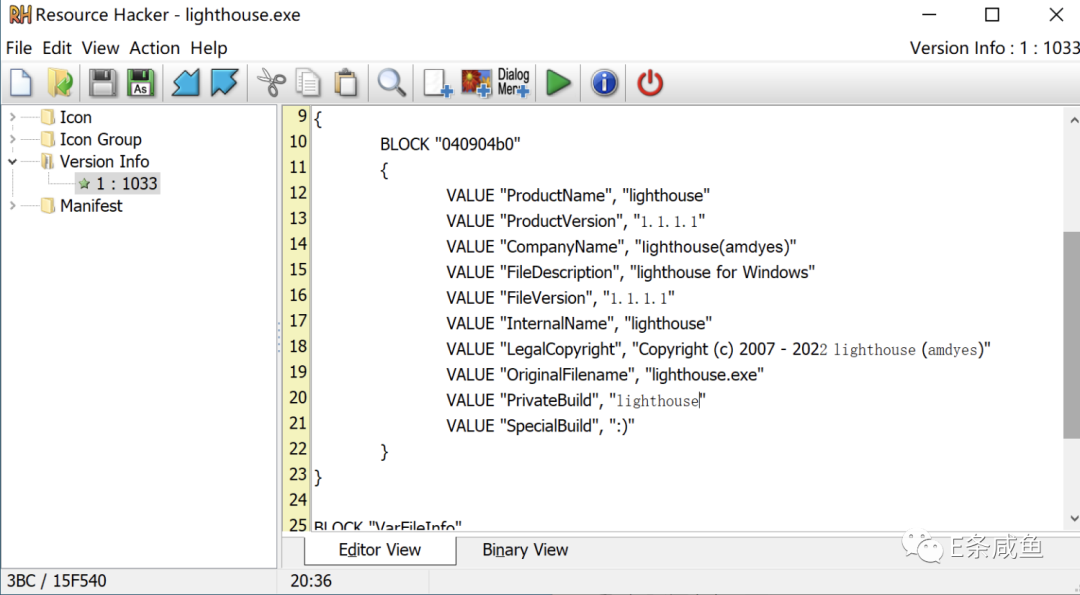 RH Resource Hacker - lighthouse.exe
File Edit View Action Help
Version Info : 1 : 1033
As
Dialog
Menu
Icon
Icon Group
Version Info
1 : 1033
Manifest
9 {
10 BLOCK "040904b0"
11 {
12 VALUE "ProductName", "lighthouse"
13 VALUE "ProductVersion", "1.1.1.1"
14 VALUE "CompanyName", "lighthouse(amdyes)"
15 VALUE "FileDescription", "lighthouse for Windows"
16 VALUE "FileVersion", "1.1.1.1"
17 VALUE "InternalName", "lighthouse"
18 VALUE "LegalCopyright", "Copyright (c) 2007 - 2022 lighthouse (amdyes)"
19 VALUE "OriginalFilename", "lighthouse.exe"
20 VALUE "PrivateBuild", "lighthouse"
21 VALUE "SpecialBuild", ":)"
22 }
23 }
24
25 BLOCK "VarFileInfo"
Editor View
Binary View
E条咸鱼
3BC / 15F540
20:36